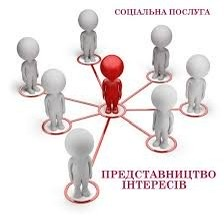 СОЦІАЛЬНА ПОСЛУГА
ПРЕДСТАВНИЦТВО
ІНТЕРЕСІВ